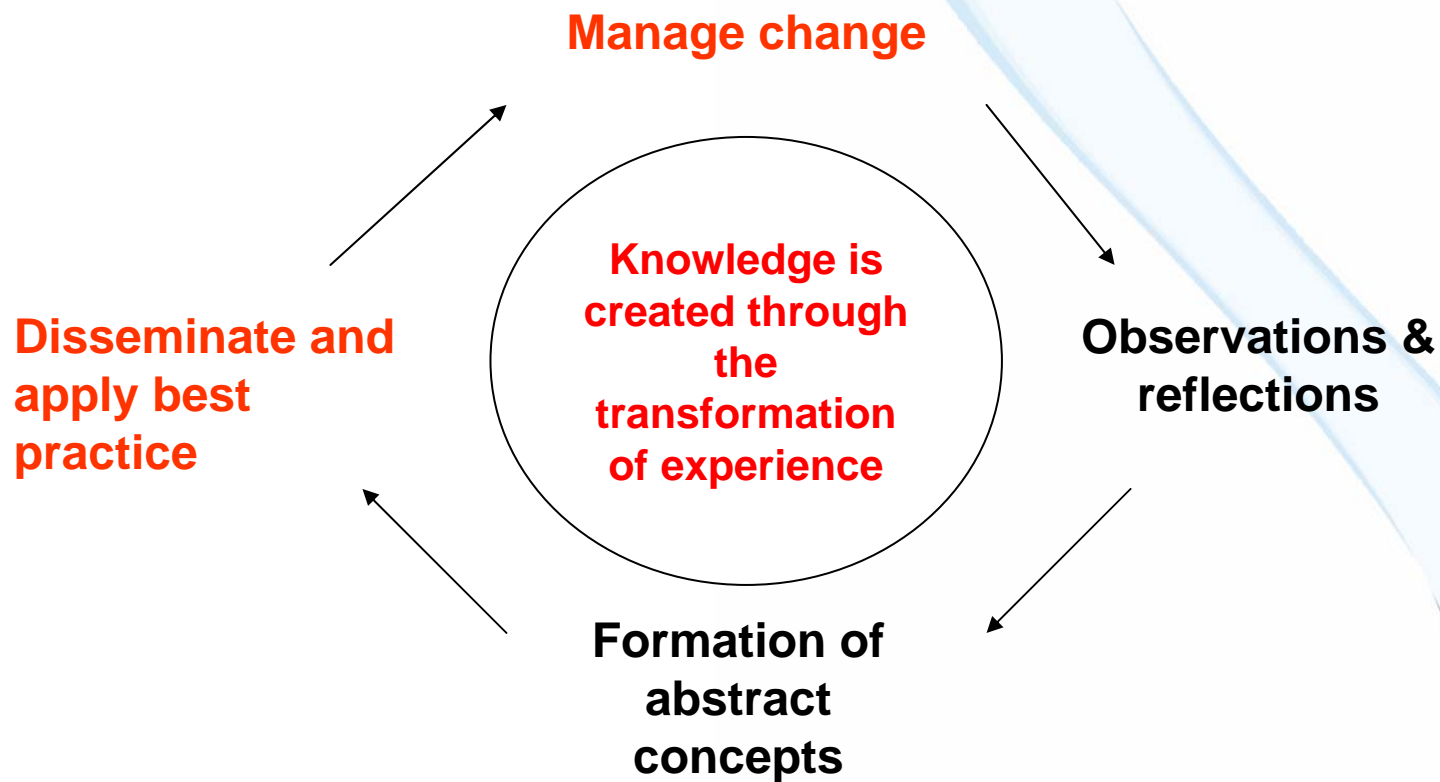 Manage change
Knowledge is
created through
the
transformation
of experience
Disseminate and
apply best
practice
Observations &
reflections
Formation of
abstract
concepts